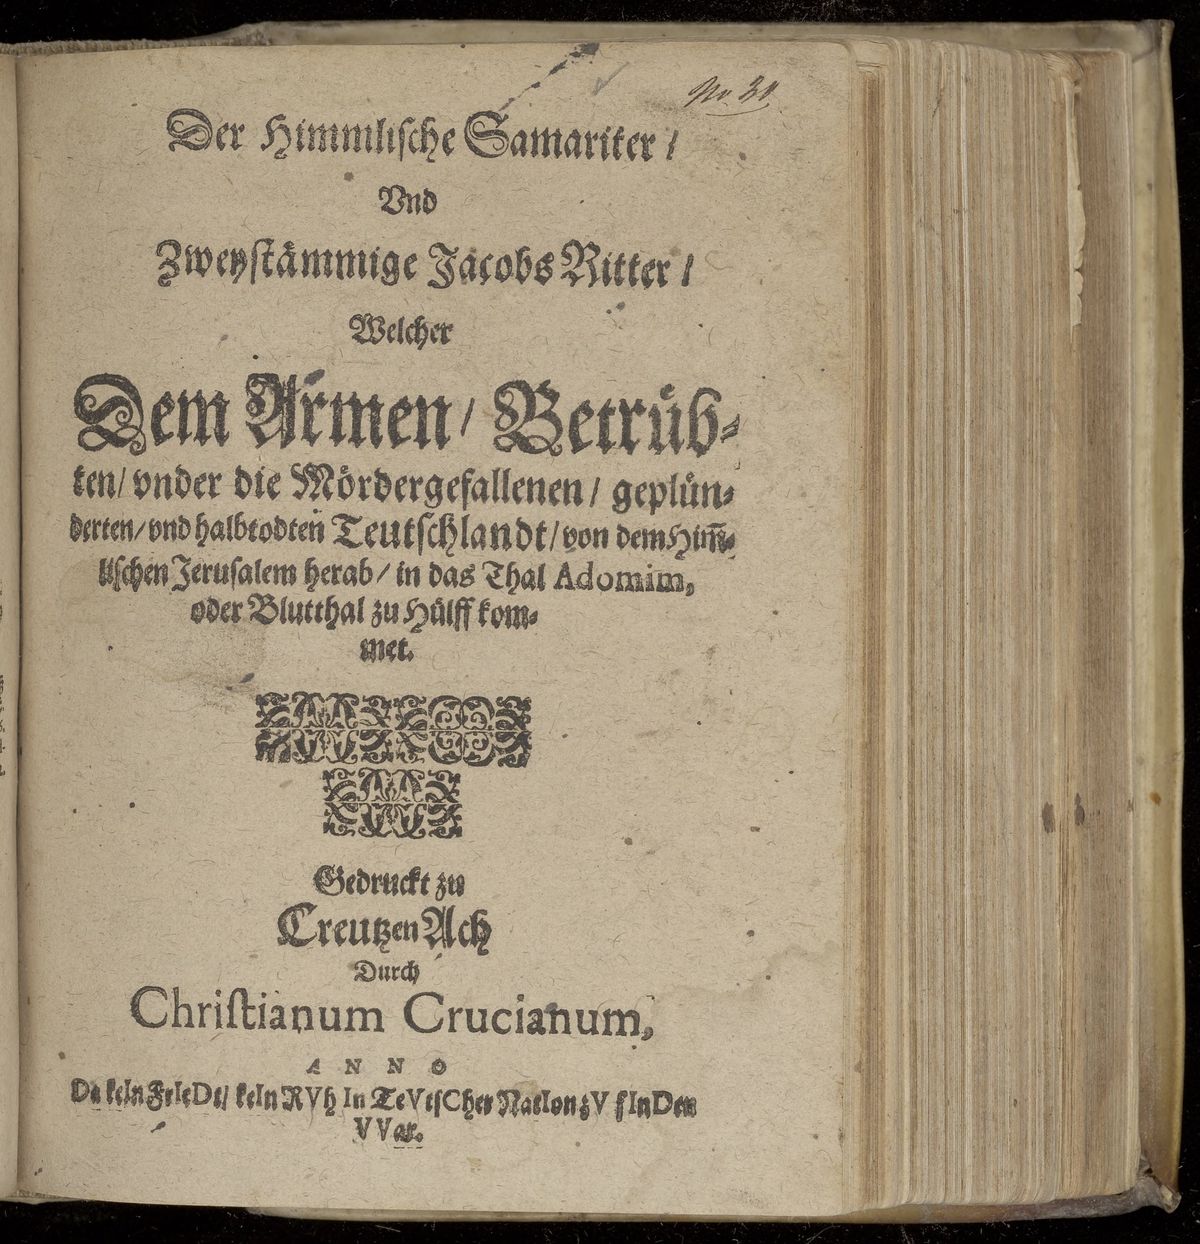 No. 30
Der Himmlische Samariter /
Vnd
Zweystämmige Jacobs Ritter /
Welcher
Dem Armen / Betrüb-
ten / vnder die Mördergefallenen / geplün-
derten / vnd halbtodten Teutschlandt / von dem Him̄-
lischen Jerusalem herab / in das Thal Adomim,
oder Blutthal zu Hülff kom-
met.
Gedruckt zu
Creutzen Ach
Durch
Christianum Crucianum,
ANNO
Da keIn FrIeDt / keIn RVh In TeVtsCher NatIon zV fInDen
VVar.